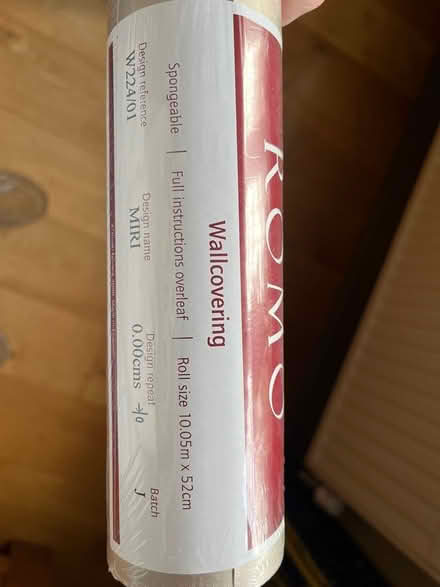 ROMO
Wallcovering
Spongeable | Full instructions overleaf | Roll size 10.05m x 52cm
Design reference Design name Design repeat Batch
W224/01 MIRI 0.00cms →/0 J